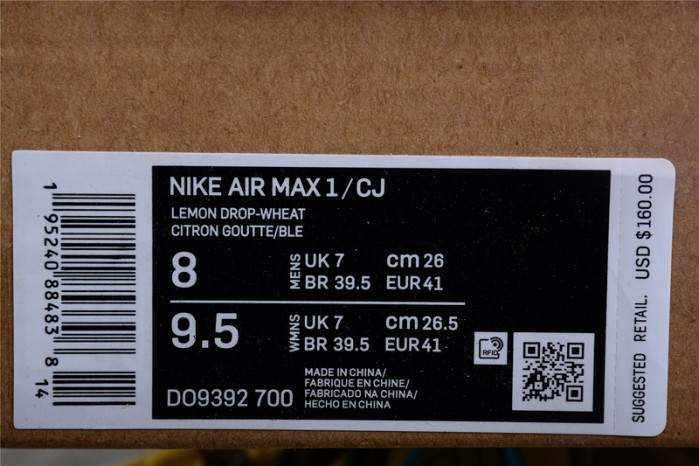 NIKE AIR MAX 1 / CJ
LEMON DROP-WHEAT
CITRON GOUTTE/BLE
8 MENS UK 7 cm 26
BR 39.5 EUR 41
9.5 WMNS UK 7 cm 26.5
BR 39.5 EUR 41
RFID
MADE IN CHINA/
FABRIQUE EN CHINE/
FABRICADO NA CHINA/
HECHO EN CHINA
DO9392 700
1 95240 88483 8 14
SUGGESTED RETAIL. USD $160.00